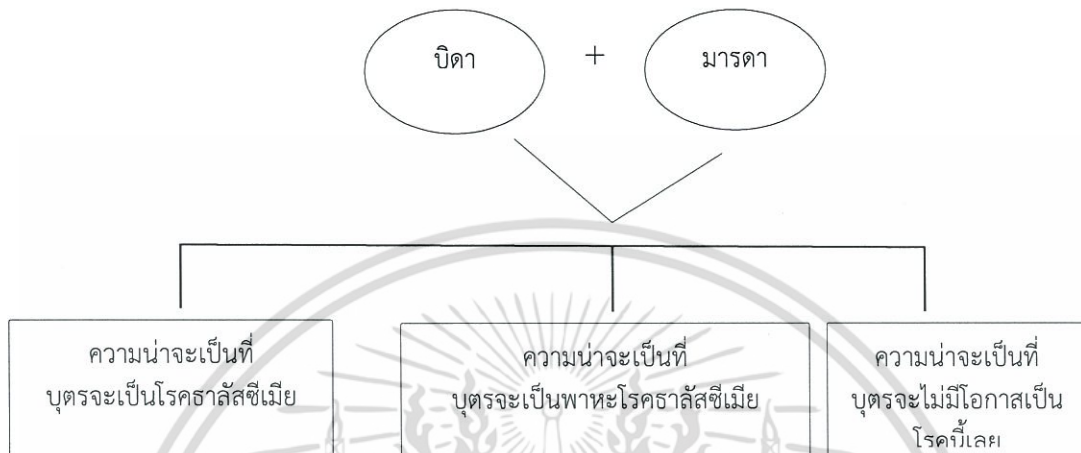 บิดา + มารดา
ความน่าจะเป็นที่
บุตรจะเป็นโรคธาลัสซีเมีย
ความน่าจะเป็นที่
บุตรจะเป็นพาหะโรคธาลัสซีเมีย
ความน่าจะเป็นที่
บุตรจะไม่มีโอกาสเป็น
โรคนี้เลย